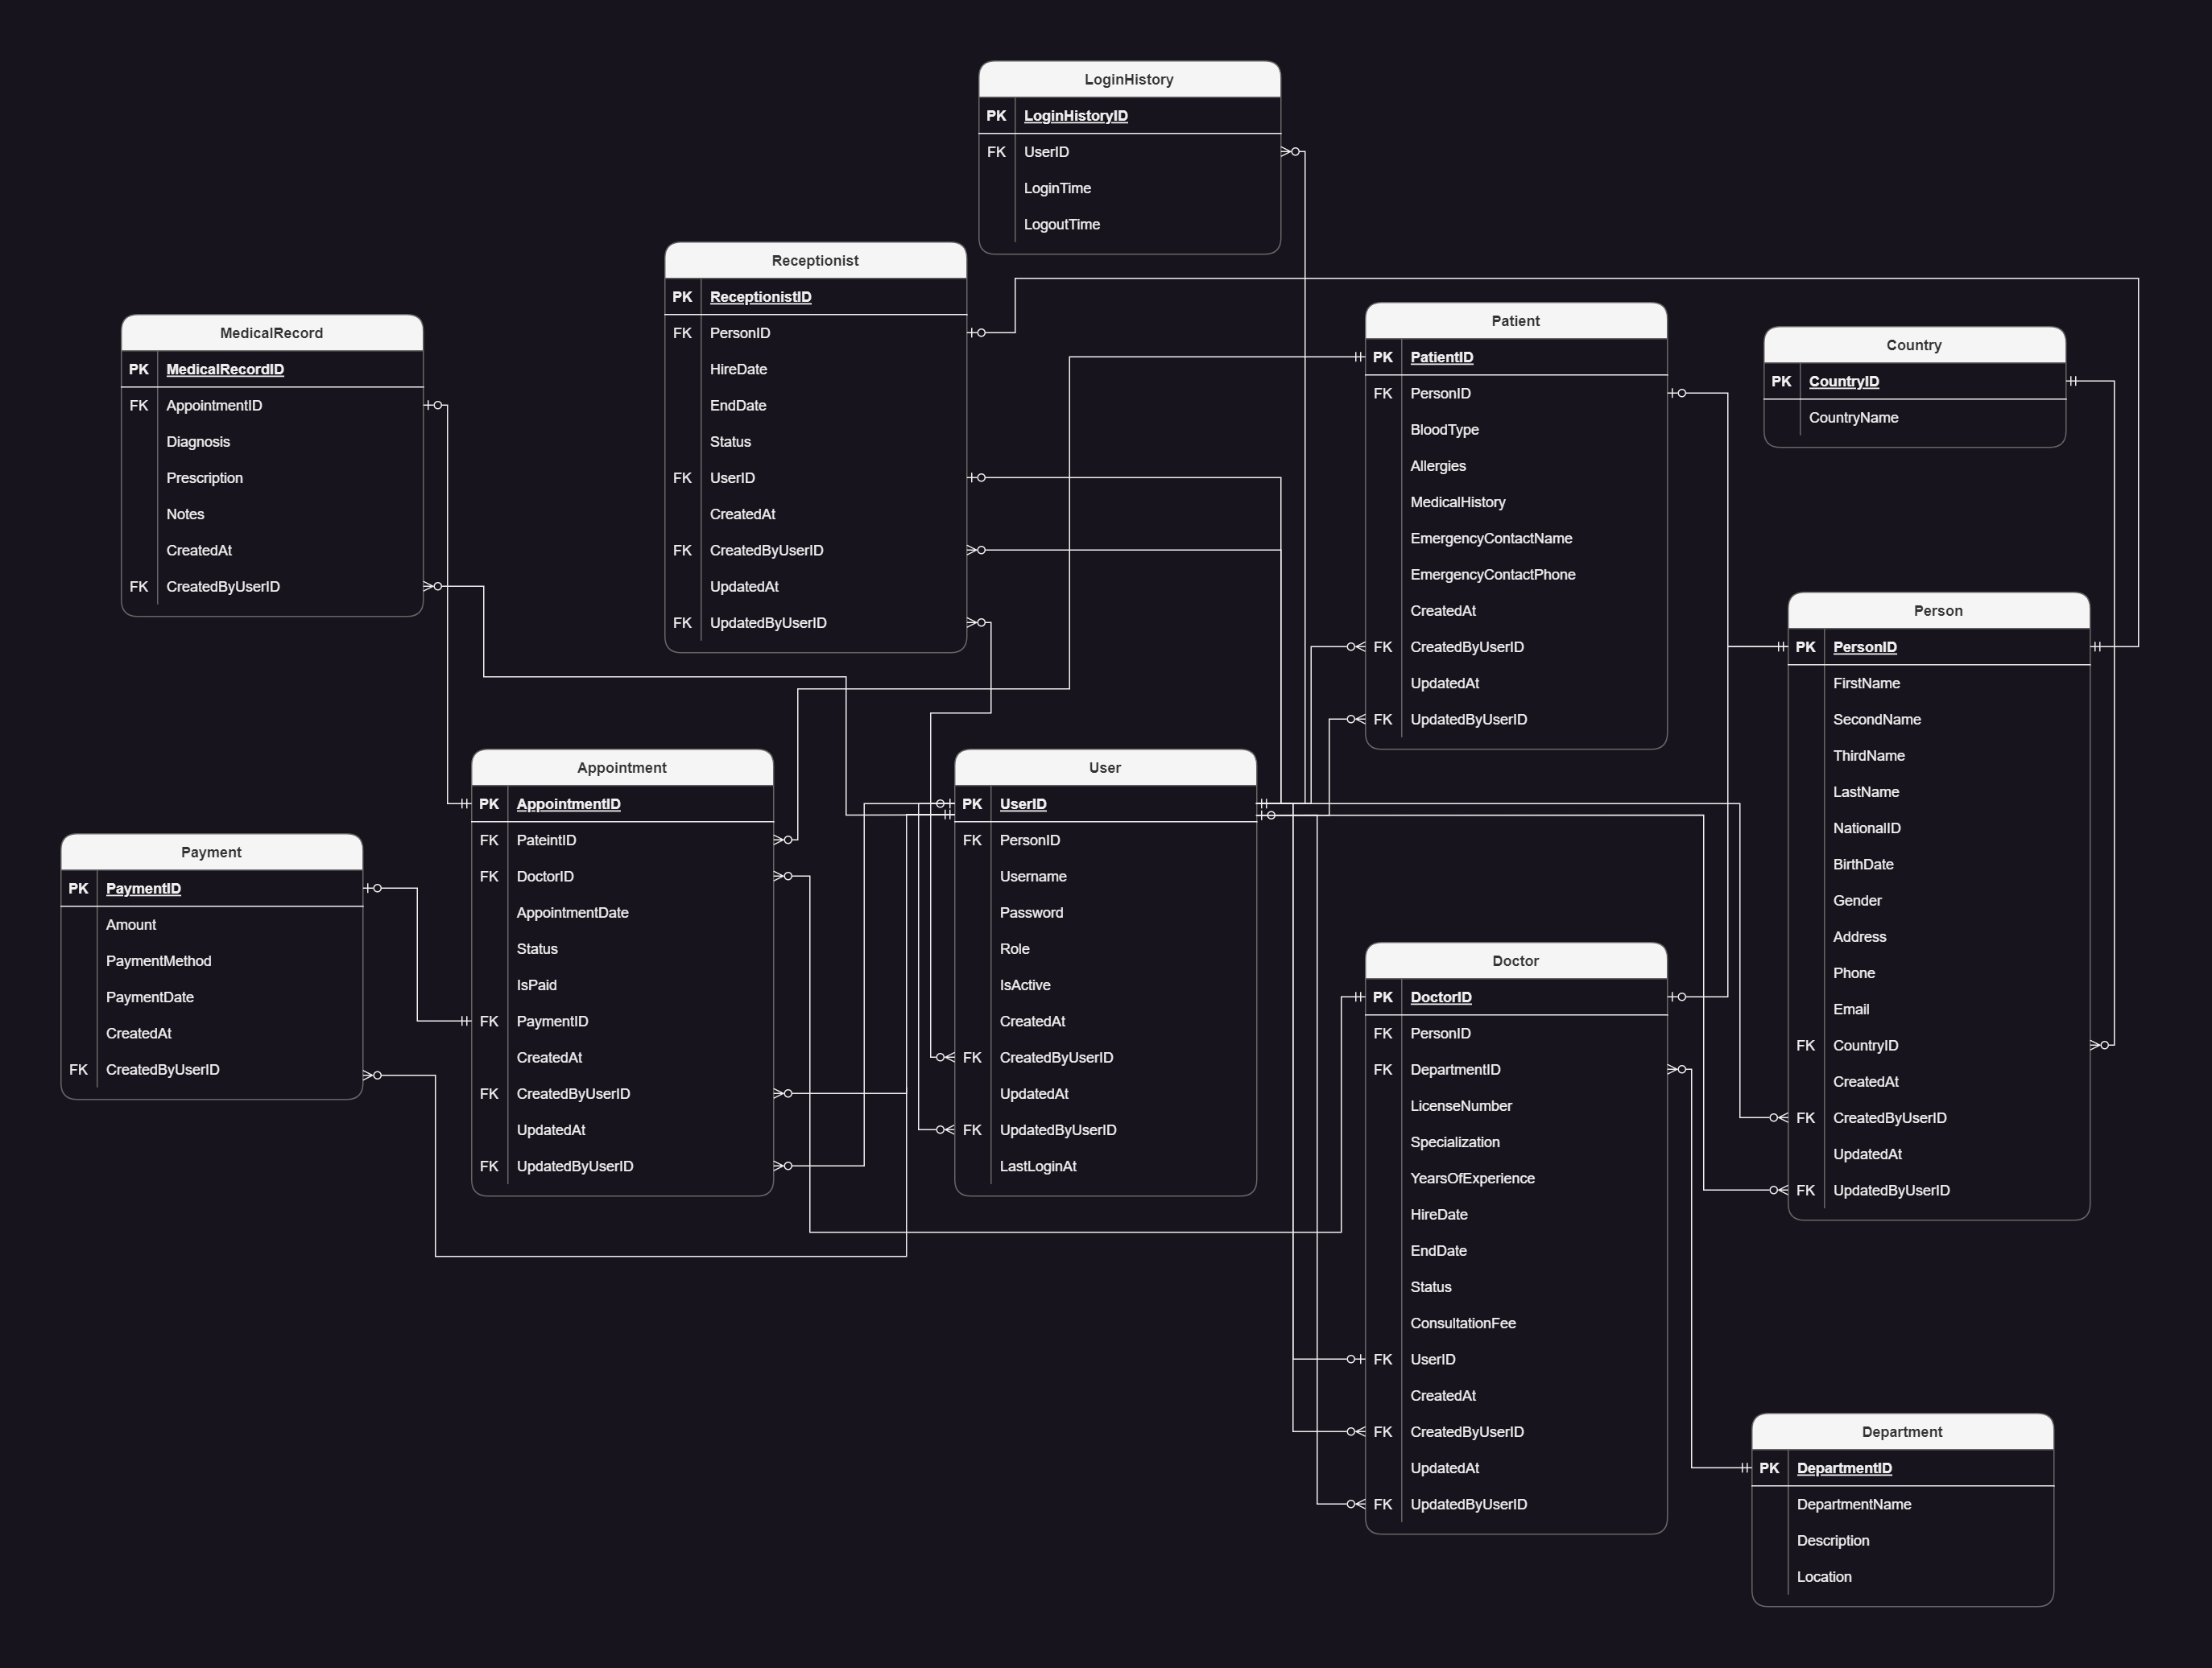 LoginHistory
PK LoginHistoryID
FK UserID
LoginTime
LogoutTime
Receptionist
PK ReceptionistID
FK PersonID
HireDate
EndDate
Status
FK UserID
CreatedAt
FK CreatedByUserID
UpdatedAt
FK UpdatedByUserID
MedicalRecord
PK MedicalRecordID
FK AppointmentID
Diagnosis
Prescription
Notes
CreatedAt
FK CreatedByUserID
Patient
PK PatientID
FK PersonID
BloodType
Allergies
MedicalHistory
EmergencyContactName
EmergencyContactPhone
CreatedAt
FK CreatedByUserID
UpdatedAt
FK UpdatedByUserID
Country
PK CountryID
CountryName
Person
PK PersonID
FirstName
SecondName
ThirdName
LastName
NationalID
BirthDate
Gender
Address
Phone
Email
FK CountryID
CreatedAt
FK CreatedByUserID
UpdatedAt
FK UpdatedByUserID
Appointment
PK AppointmentID
FK PateintID
FK DoctorID
AppointmentDate
Status
IsPaid
FK PaymentID
CreatedAt
FK CreatedByUserID
UpdatedAt
FK UpdatedByUserID
User
PK UserID
FK PersonID
Username
Password
Role
IsActive
CreatedAt
FK CreatedByUserID
UpdatedAt
FK UpdatedByUserID
LastLoginAt
Payment
PK PaymentID
Amount
PaymentMethod
PaymentDate
CreatedAt
FK CreatedByUserID
Doctor
PK DoctorID
FK PersonID
FK DepartmentID
LicenseNumber
Specialization
YearsOfExperience
HireDate
EndDate
Status
ConsultationFee
FK UserID
CreatedAt
FK CreatedByUserID
UpdatedAt
FK UpdatedByUserID
Department
PK DepartmentID
DepartmentName
Description
Location